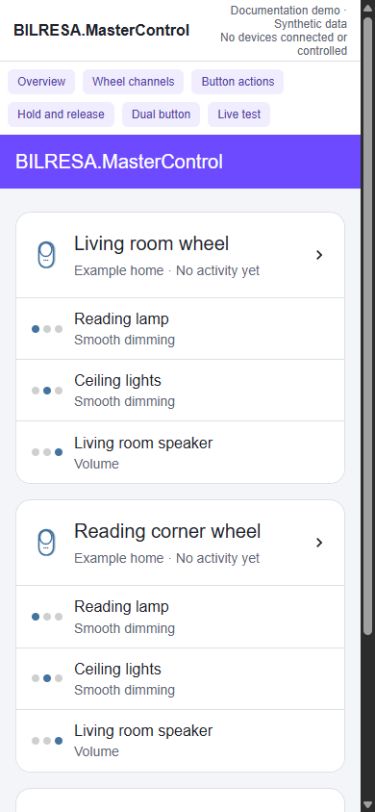 BILRESA.MasterControl
Documentation demo ·
Synthetic data
No devices connected or
controlled
Overview
Wheel channels
Button actions
Hold and release
Dual button
Live test
BILRESA.MasterControl
Living room wheel
Example home · No activity yet
Reading lamp
Smooth dimming
Ceiling lights
Smooth dimming
Living room speaker
Volume
Reading corner wheel
Example home · No activity yet
Reading lamp
Smooth dimming
Ceiling lights
Smooth dimming
Living room speaker
Volume